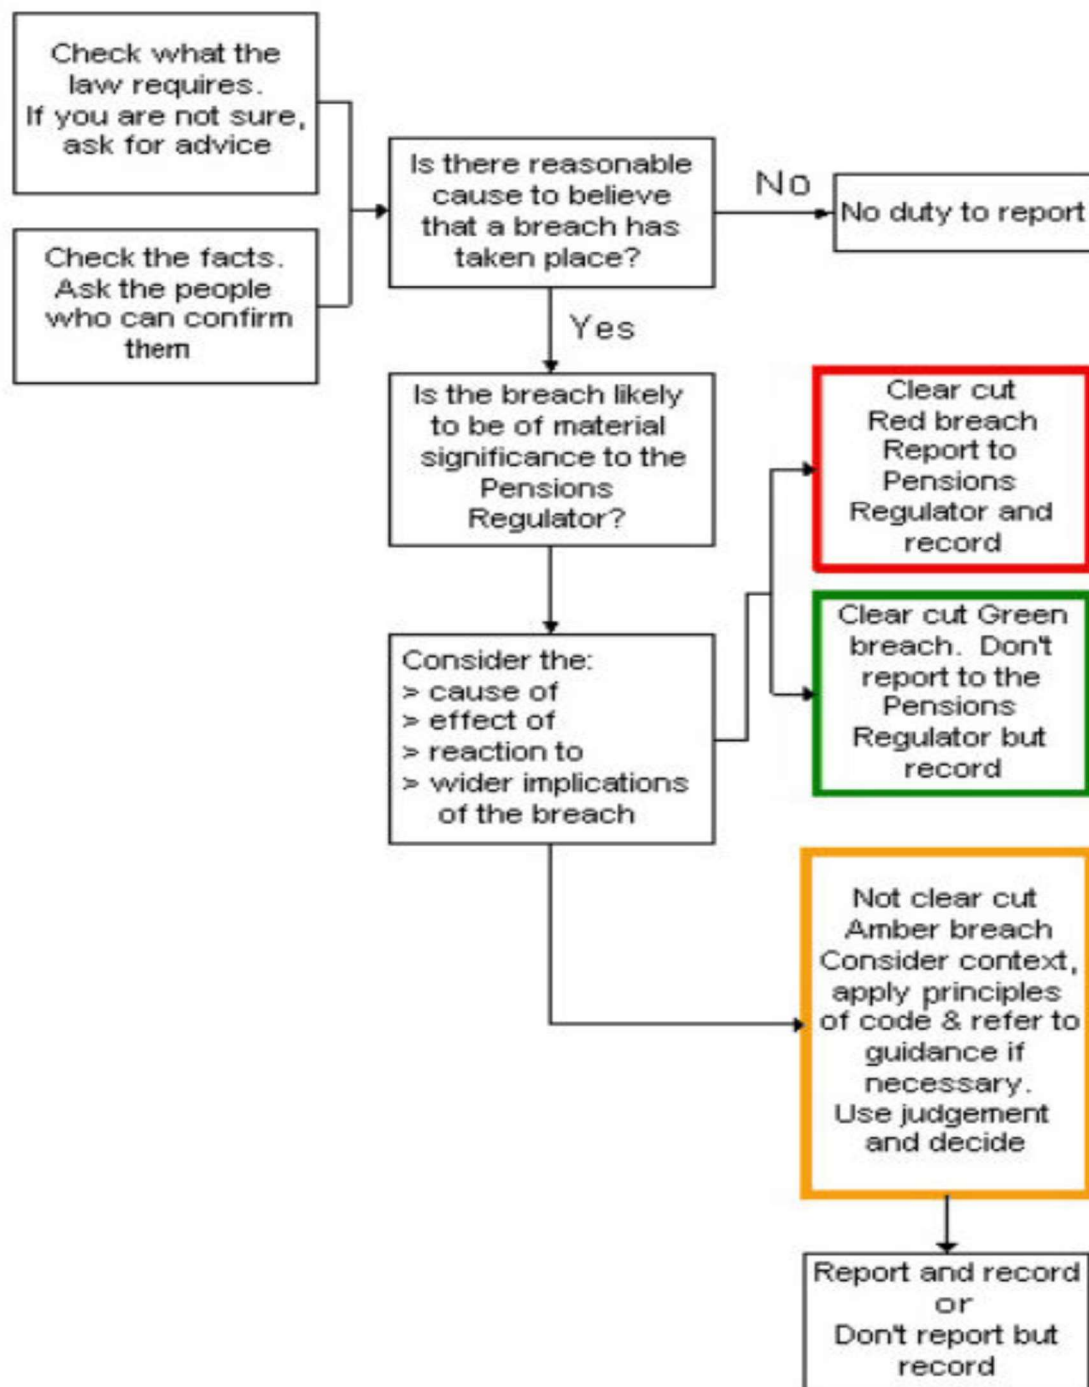 Check what the
law requires.
If you are not sure,
ask for advice
Check the facts.
Ask the people
who can confirm
them
Is there reasonable
cause to believe
that a breach has
taken place?
No
No duty to report
Yes
Is the breach likely
to be of material
significance to the
Pensions
Regulator?
Clear cut
Red breach
Report to
Pensions
Regulator and
record
Clear cut Green
breach. Don't
report to the
Pensions
Regulator but
record
Consider the:
> cause of
> effect of
> reaction to
> wider implications
of the breach
Not clear cut
Amber breach
Consider context,
apply principles
of code & refer to
guidance if
necessary.
Use judgement
and decide
Report and record
or
Don't report but
record